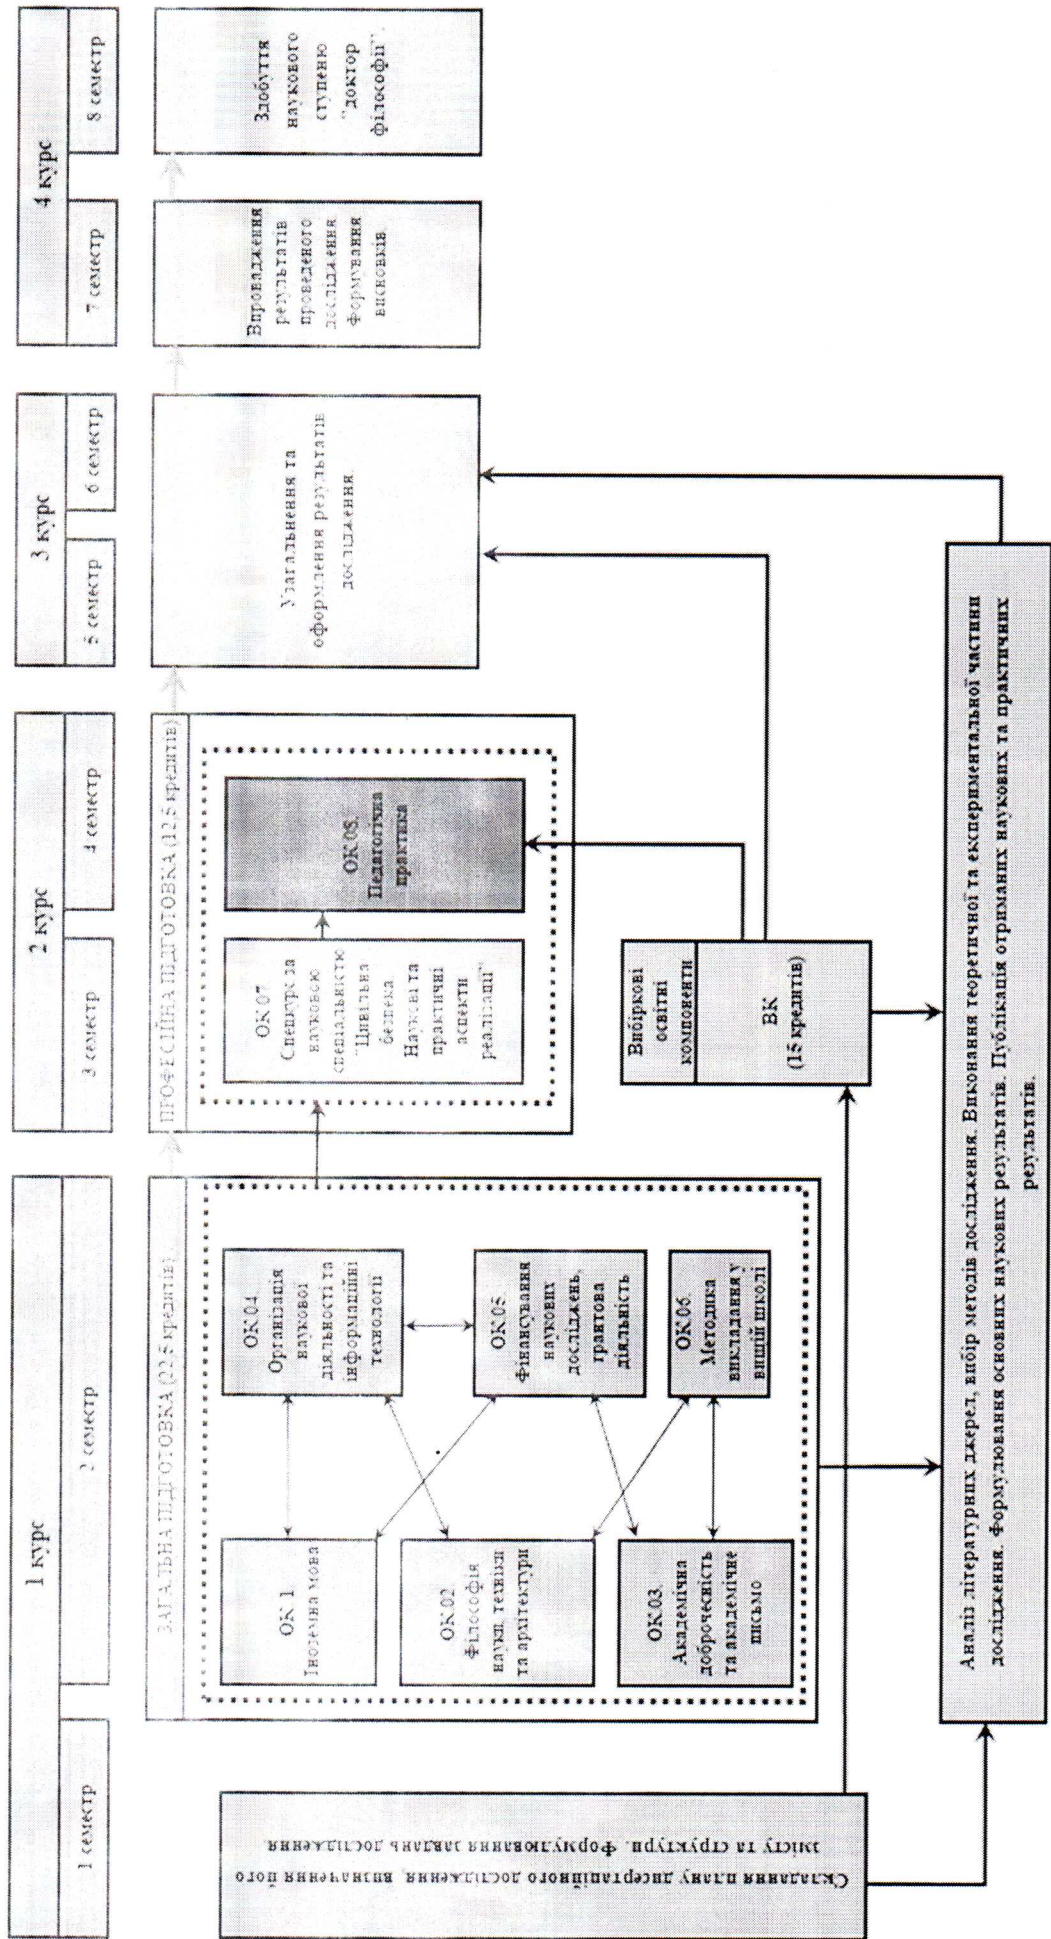 1 курс
2 курс
3 курс
4 курс
1 семестр
2 семестр
3 семестр
4 семестр
5 семестр
6 семестр
7 семестр
8 семестр
Складання плану дисертаційного дослідження, визначення його
змісту та структури. Формулювання завдань дослідження
ЗАГАЛЬНА ПІДГОТОВКА (22,5 кредитів)
ОК 1
Іноземна мова
ОК 02
Філософія
науки, техніки
та архітектури
ОК 03.
Академічна
доброчесність
та академічне
письмо
ОК 04.
Організація
наукової
діяльності та
інформаційні
технології
ОК 05.
Фінансування
наукових
досліджень,
грантова
діяльність
ОК 06.
Методика
викладання у
вищій школі
ПРОФЕСІЙНА ПІДГОТОВКА (12,5 кредитів)
ОК 07
Спецкурс за
науковою
спеціальністю
"Цивільна
безпека.
Наукові та
практичні
аспекти
реалізації"
ОК 08.
Педагогічна
практика
Узагальнення та
оформлення результатів
дослідження.
Впровадження
результатів
проведеного
дослідження
Формування
висновків
Здобуття
наукового
ступеню
"доктор
філософії".
Вибіркові
освітні
компоненти
ВК
(15 кредитів)
Аналіз літературних джерел, вибір методів дослідження. Виконання теоретичної та експериментальної частини
дослідження. Формулювання основних наукових результатів. Публікація отриманих наукових та практичних
результатів.